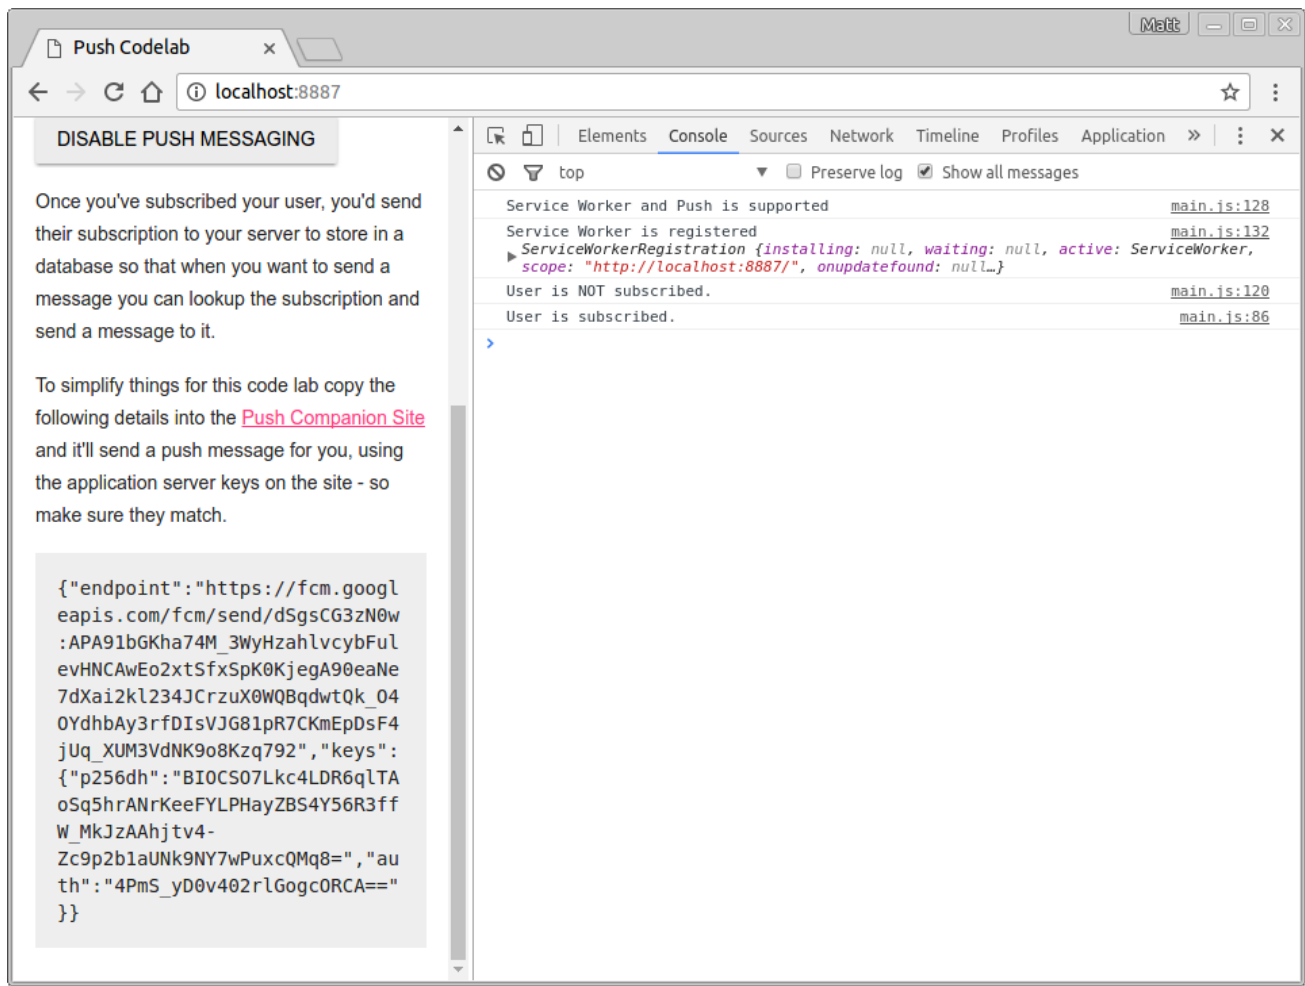 Matt
Push Codelab
localhost:8887
DISABLE PUSH MESSAGING
Once you've subscribed your user, you'd send
their subscription to your server to store in a
database so that when you want to send a
message you can lookup the subscription and
send a message to it.
To simplify things for this code lab copy the
following details into the Push Companion Site
and it'll send a push message for you, using
the application server keys on the site - so
make sure they match.
{"endpoint":"https://fcm.googl
eapis.com/fcm/send/dSgsCG3zN0w
:APA91bGKha74M_3WyHzahlvcybFul
evHNCAwEo2xtSfxSpK0KjegA90eaNe
7dXai2kl234JCrzuX0WQBqdwtQk_O4
OYdhbAy3rfDIsVJG81pR7CKmEpDsF4
jUq_XUM3VdNK9o8Kzq792","keys":
{"p256dh":"BIOCSO7Lkc4LDR6qlTA
oSq5hrANrKeeFYLPHayZBS4Y56R3ff
W_MkJzAAhjtv4-
Zc9p2b1aUNk9NY7wPuxcQMq8=","au
th":"4PmS_yD0v402rlGogcORCA=="
}}
Elements Console Sources Network Timeline Profiles Application »
top Preserve log Show all messages
Service Worker and Push is supported main.js:128
Service Worker is registered main.js:132
ServiceWorkerRegistration {installing: null, waiting: null, active: ServiceWorker,
scope: "http://localhost:8887/", onupdatefound: null…}
User is NOT subscribed. main.js:120
User is subscribed. main.js:86